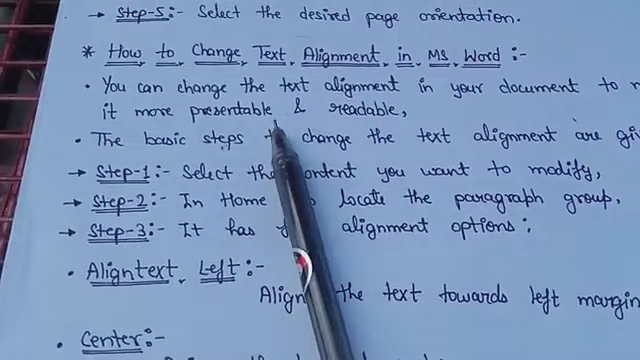 → Step-5:- Select the desired page orientation.
* How to Change Text Alignment in MS Word:-
• You can change the text alignment in your document to
it more presentable & readable,
• The basic steps change the text alignment are
→ Step-1:- Select the content you want to modify,
→ Step-2:- In Home locate the paragraph group.
→ Step-3:- It has alignment options:
• Aligntext Left:-
Align the text towards left margin
• Center:-